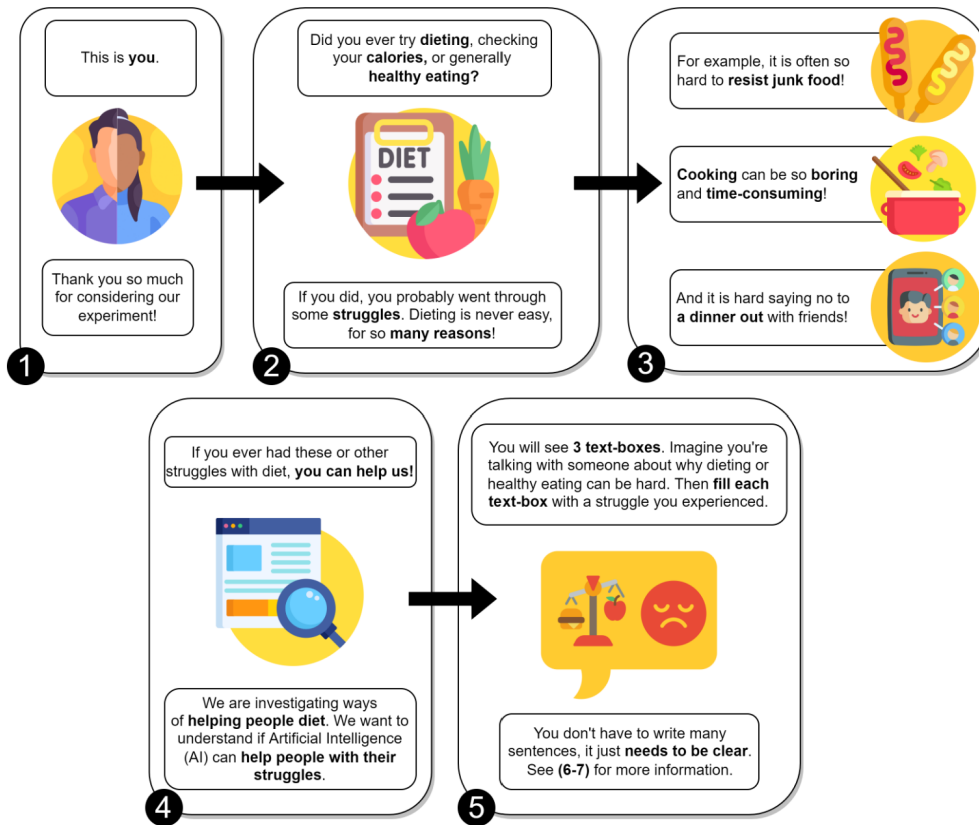 This is you.
Thank you so much
for considering our
experiment!
1
Did you ever try dieting, checking
your calories, or generally
healthy eating?
DIET
If you did, you probably went through
some struggles. Dieting is never easy,
for so many reasons!
2
For example, it is often so
hard to resist junk food!
Cooking can be so boring
and time-consuming!
And it is hard saying no to
a dinner out with friends!
3
If you ever had these or other
struggles with diet, you can help us!
We are investigating ways
of helping people diet. We want to
understand if Artificial Intelligence
(AI) can help people with their
struggles.
4
You will see 3 text-boxes. Imagine you're
talking with someone about why dieting or
healthy eating can be hard. Then fill each
text-box with a struggle you experienced.
You don't have to write many
sentences, it just needs to be clear.
See (6-7) for more information.
5